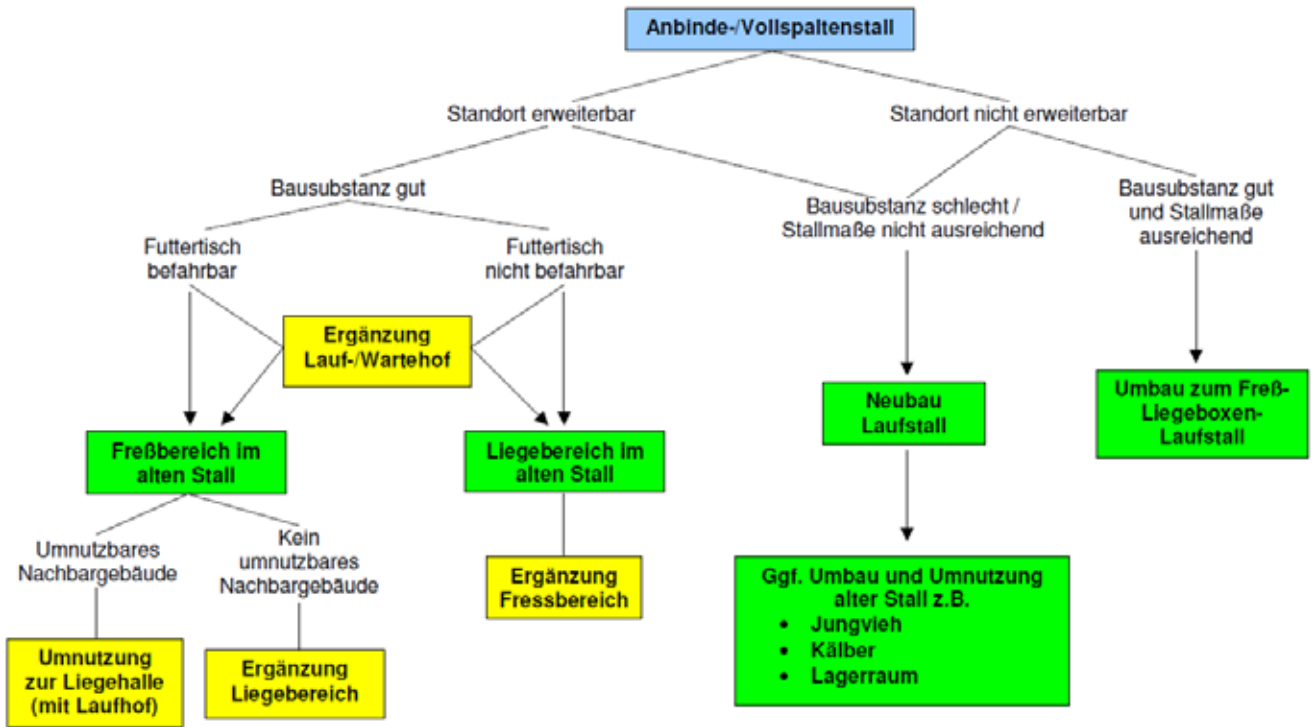 Anbinde-/Vollspaltenstall
Standort erweiterbar
Standort nicht erweiterbar
Bausubstanz gut
Bausubstanz schlecht /
Stallmaße nicht ausreichend
Bausubstanz gut
und Stallmaße
ausreichend
Futtertisch
befahrbar
Futtertisch
nicht befahrbar
Ergänzung
Lauf-/Wartehof
Neubau
Laufstall
Umbau zum Freß-
Liegeboxen-
Laufstall
Freßbereich im
alten Stall
Liegebereich im
alten Stall
Umnutzbares
Nachbargebäude
Kein
umnutzbares
Nachbargebäude
Ergänzung
Fressbereich
Ggf. Umbau und Umnutzung
alter Stall z.B.
• Jungvieh
• Kälber
• Lagerraum
Umnutzung
zur Liegehalle
(mit Laufhof)
Ergänzung
Liegebereich